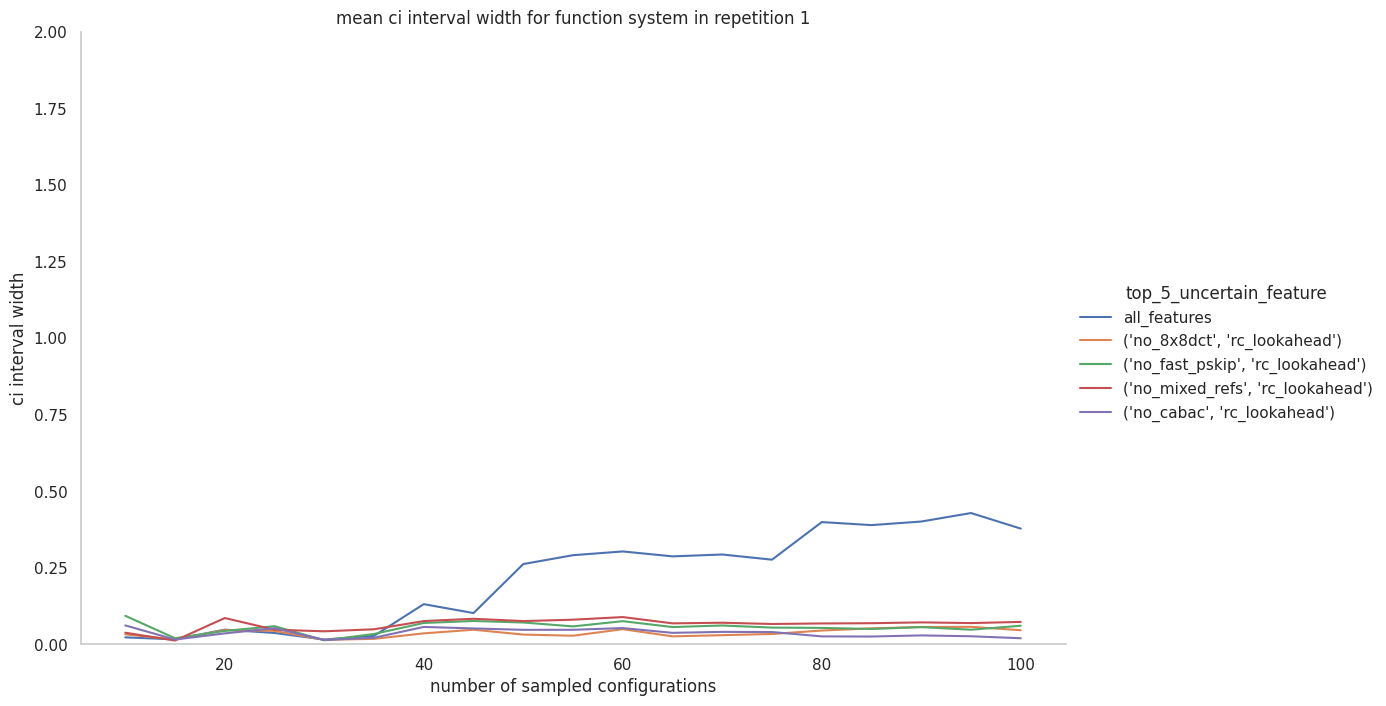 mean ci interval width for function system in repetition 1
2.00
1.75
1.50
1.25
1.00
0.75
0.50
0.25
0.00
ci interval width
20 40 60 80 100
number of sampled configurations
top_5_uncertain_feature
all_features
('no_8x8dct', 'rc_lookahead')
('no_fast_pskip', 'rc_lookahead')
('no_mixed_refs', 'rc_lookahead')
('no_cabac', 'rc_lookahead')